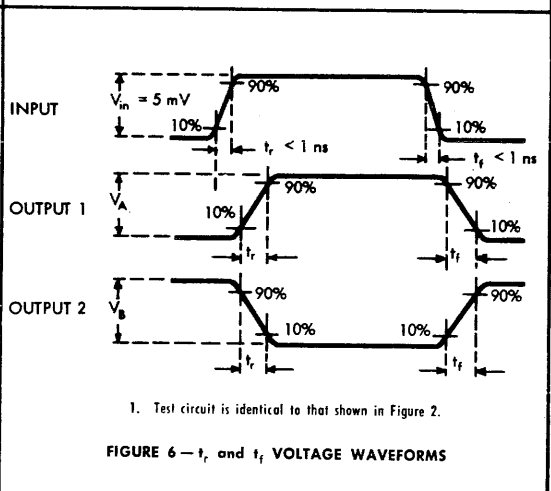 INPUT
Vin = 5 mV
90%
90%
10%
10%
tr < 1 ns
tf < 1 ns
OUTPUT 1
VA
90%
90%
10%
10%
tr
tf
OUTPUT 2
VB
90%
90%
10%
10%
tr
tf
1. Test circuit is identical to that shown in Figure 2.
FIGURE 6 — tr and tf VOLTAGE WAVEFORMS